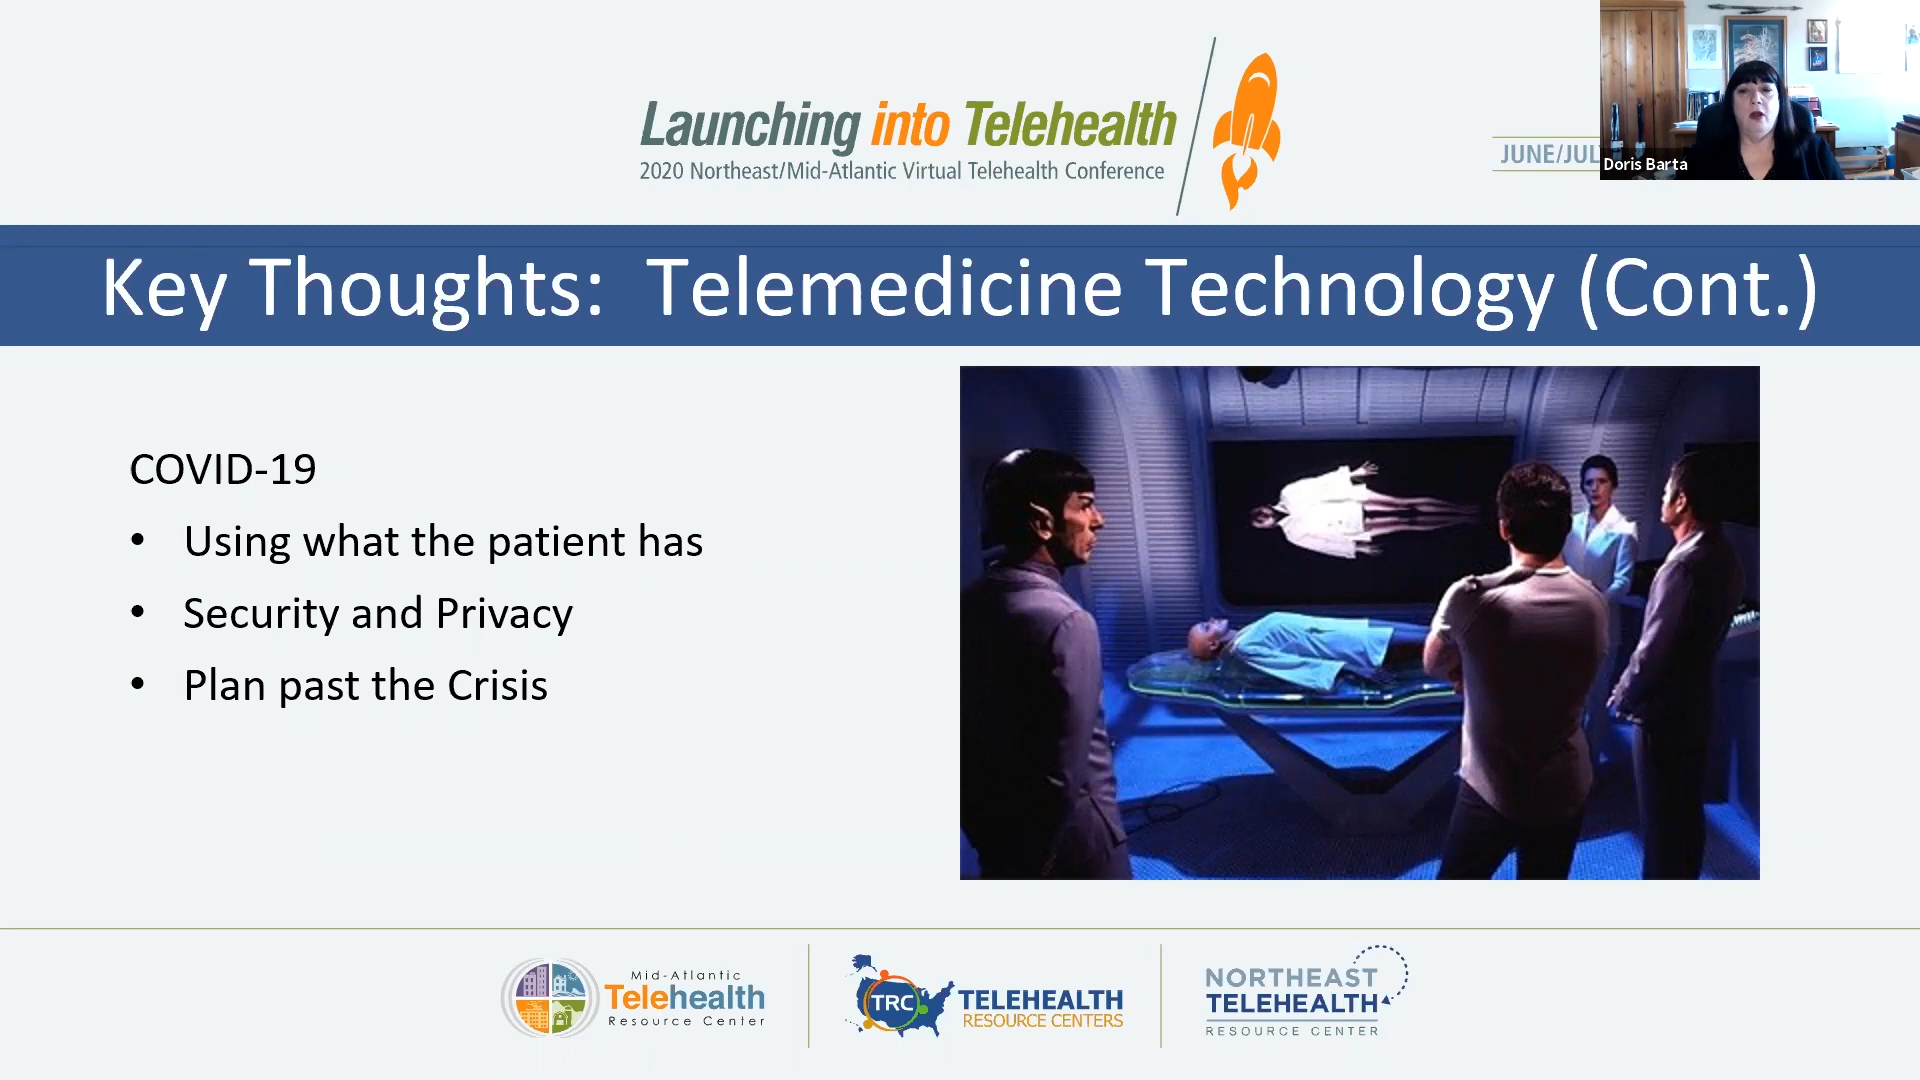 Launching into Telehealth
2020 Northeast/Mid-Atlantic Virtual Telehealth Conference
JUNE/JUL
Doris Barta
Key Thoughts: Telemedicine Technology (Cont.)
COVID-19
• Using what the patient has
• Security and Privacy
• Plan past the Crisis
Mid-Atlantic
Telehealth
Resource Center
TRC
TELEHEALTH
RESOURCE CENTERS
NORTHEAST
TELEHEALTH
RESOURCE CENTER